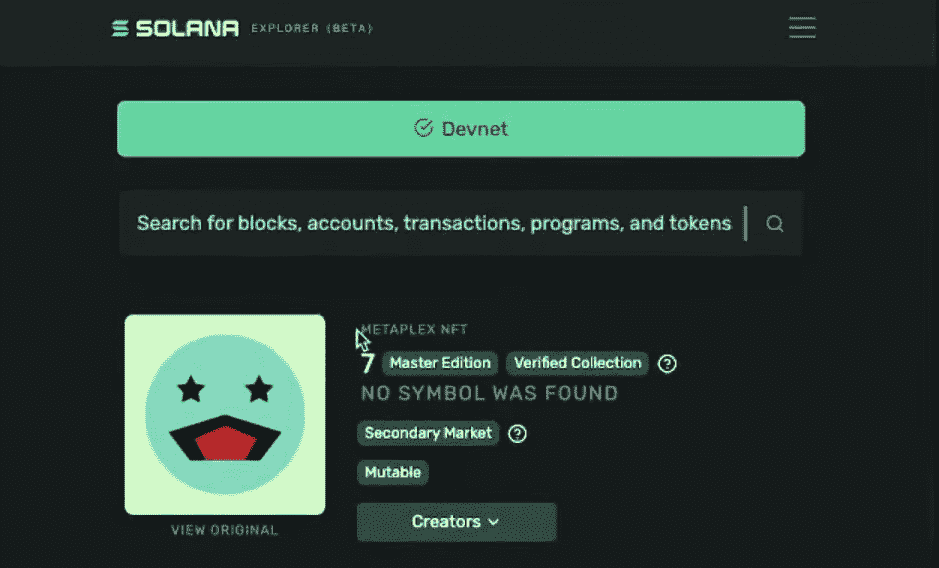 SOLANA EXPLORER (BETA)
Devnet
Search for blocks, accounts, transactions, programs, and tokens
METAPLEX NFT
7 Master Edition Verified Collection ?
NO SYMBOL WAS FOUND
Secondary Market ?
Mutable
Creators
VIEW ORIGINAL